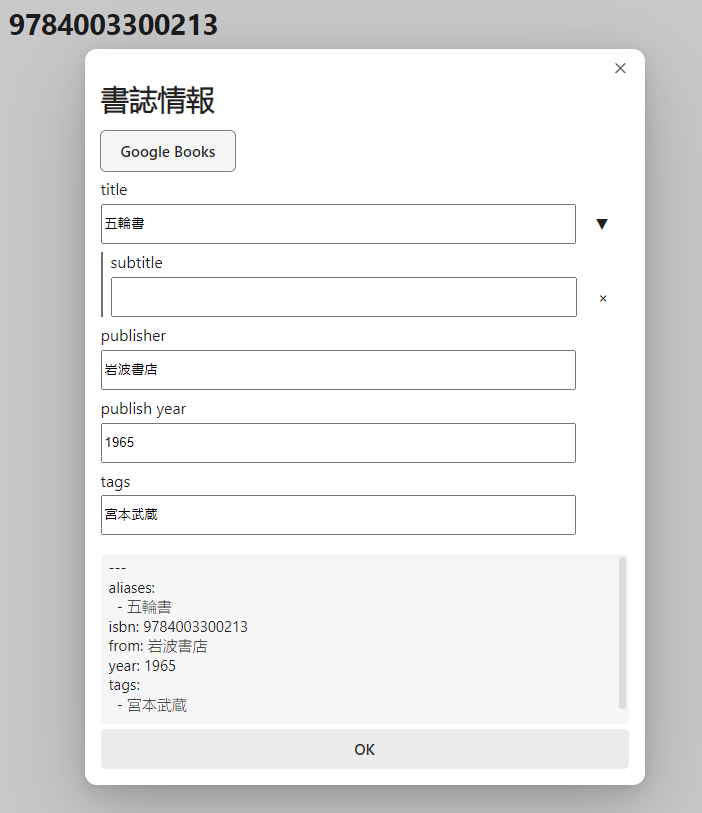 9784003300213
×
書誌情報
Google Books
title
五輪書
▼
subtitle
×
publisher
岩波書店
publish year
1965
tags
宮本武蔵
---
aliases:
  - 五輪書
isbn: 9784003300213
from: 岩波書店
year: 1965
tags:
  - 宮本武蔵
OK